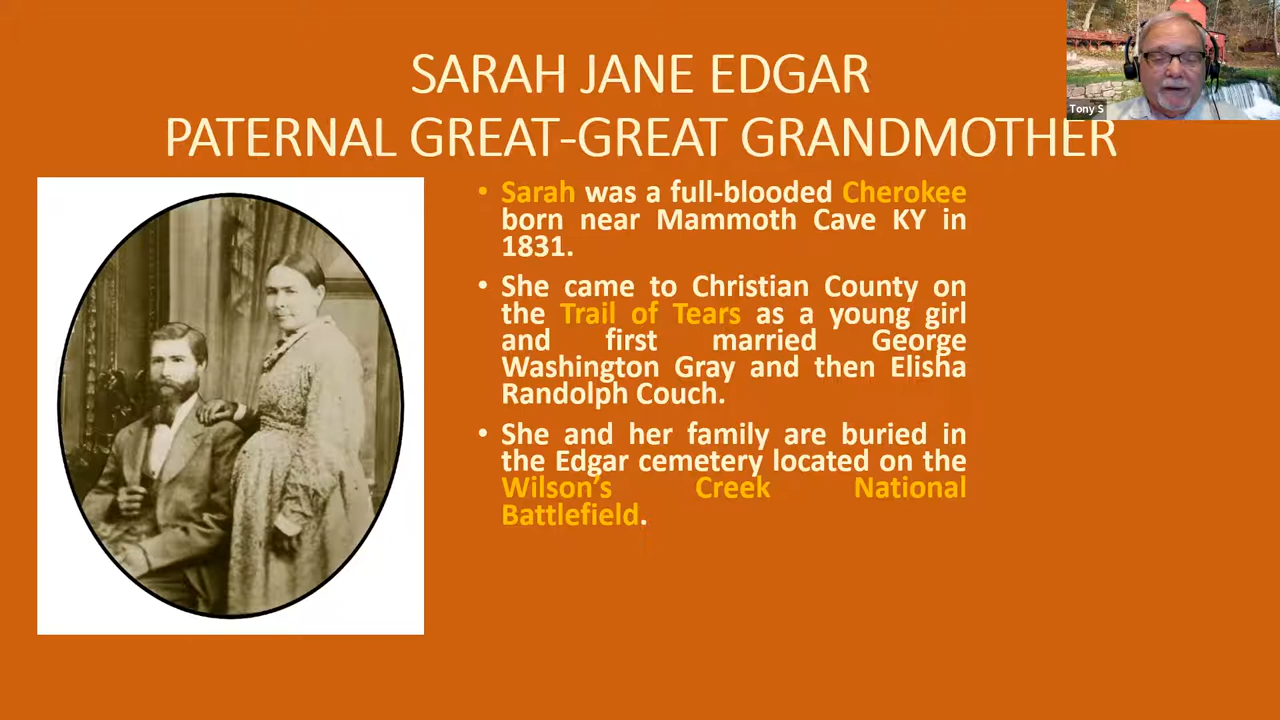 SARAH JANE EDGAR
PATERNAL GREAT-GREAT GRANDMOTHER
Tony S
• Sarah was a full-blooded Cherokee
born near Mammoth Cave KY in
1831.
• She came to Christian County on
the Trail of Tears as a young girl
and first married George
Washington Gray and then Elisha
Randolph Couch.
• She and her family are buried in
the Edgar cemetery located on the
Wilson’s Creek National
Battlefield.